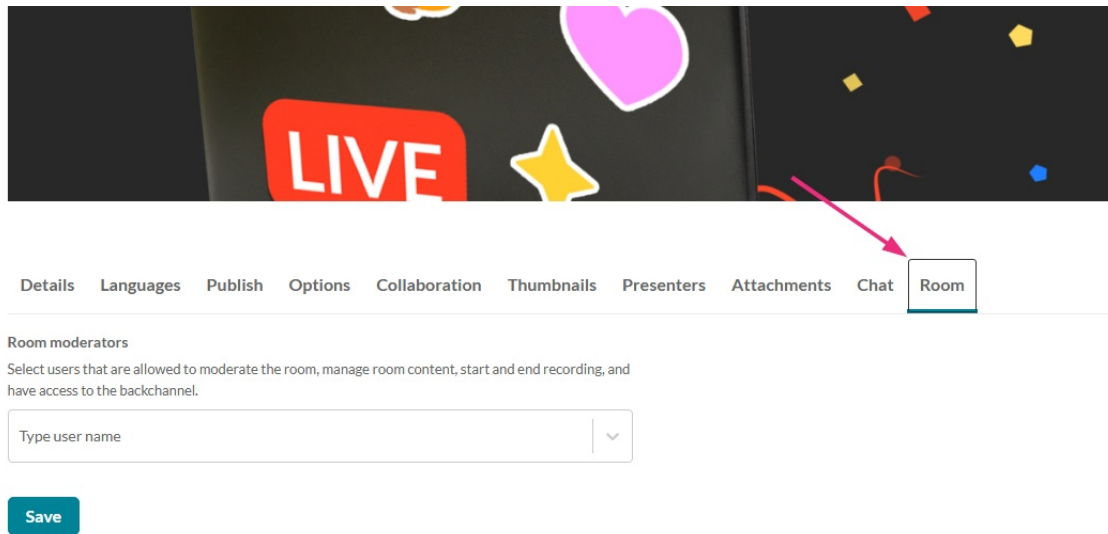 LIVE
Details Languages Publish Options Collaboration Thumbnails Presenters Attachments Chat Room
Room moderators
Select users that are allowed to moderate the room, manage room content, start and end recording, and
have access to the backchannel.
Type user name
Save